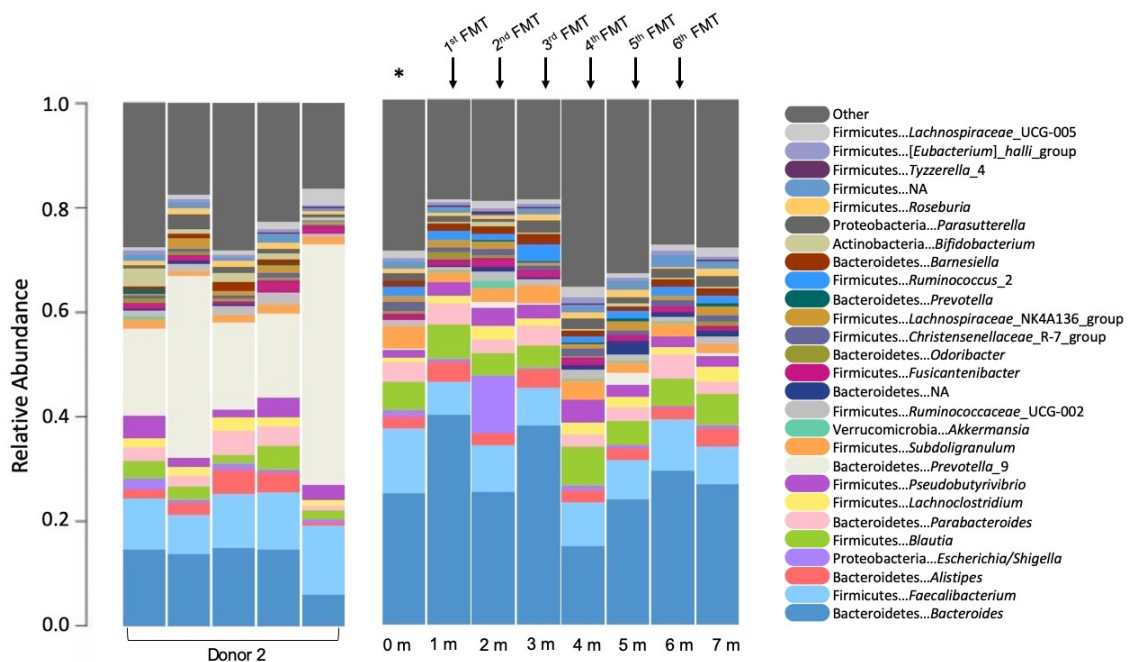 1st FMT
2nd FMT
3rd FMT
4th FMT
5th FMT
6th FMT
*
Relative Abundance
1.0
0.8
0.6
0.4
0.2
0.0
Donor 2
0 m
1 m
2 m
3 m
4 m
5 m
6 m
7 m
Other
Firmicutes...Lachnospiraceae_UCG-005
Firmicutes...[Eubacterium]_halli_group
Firmicutes...Tyzzerella_4
Firmicutes...NA
Firmicutes...Roseburia
Proteobacteria...Parasutterella
Actinobacteria...Bifidobacterium
Bacteroidetes...Barnesiella
Firmicutes...Ruminococcus_2
Bacteroidetes...Prevotella
Firmicutes...Lachnospiraceae_NK4A136_group
Firmicutes...Christensenellaceae_R-7_group
Bacteroidetes...Odoribacter
Firmicutes...Fusicantenibacter
Bacteroidetes...NA
Firmicutes...Ruminococcaceae_UCG-002
Verrucomicrobia...Akkermansia
Firmicutes...Subdoligranulum
Bacteroidetes...Prevotella_9
Firmicutes...Pseudobutyrivibrio
Firmicutes...Lachnoclostridium
Bacteroidetes...Parabacteroides
Firmicutes...Blautia
Proteobacteria...Escherichia/Shigella
Bacteroidetes...Alistipes
Firmicutes...Faecalibacterium
Bacteroidetes...Bacteroides